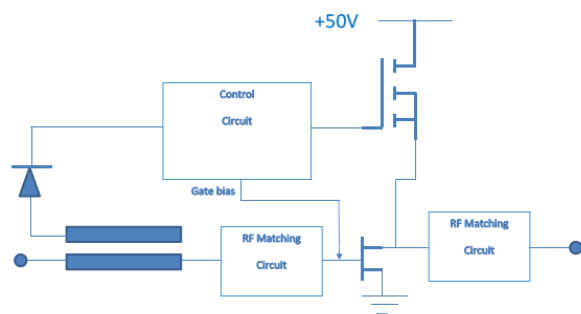 +50V
Control
Circuit
Gate bias
RF Matching
Circuit
RF Matching
Circuit